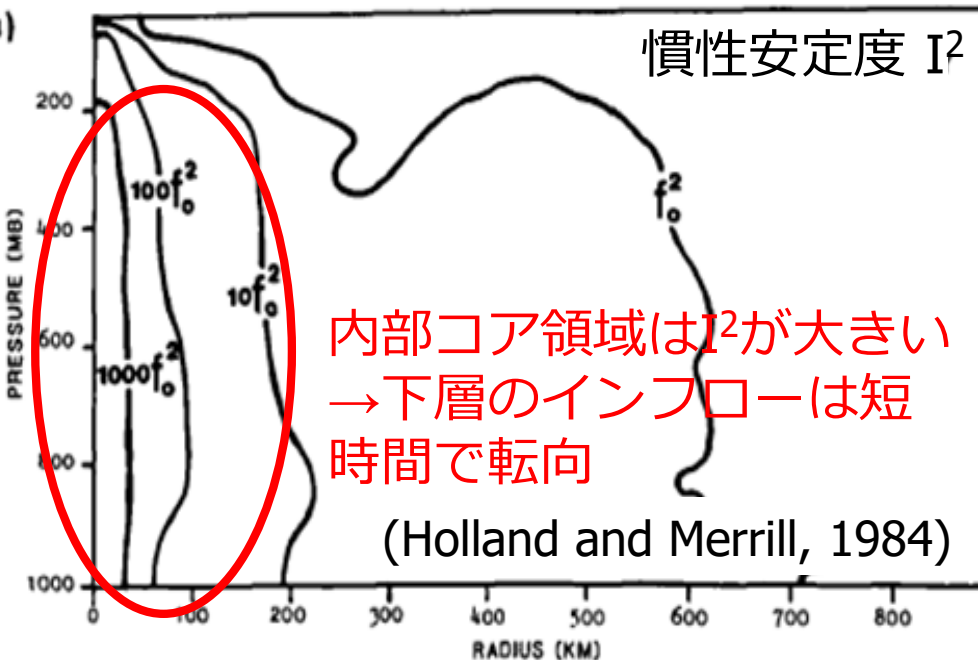 )
慣性安定度 I²
200
400
600
800
1000
PRESSURE (MB)
100f₀²
1000f₀²
10f₀²
f₀²
内部コア領域はI²が大きい
→下層のインフローは短
時間で転向
(Holland and Merrill, 1984)
0 100 200 300 400 500 600 700 800
RADIUS (KM)